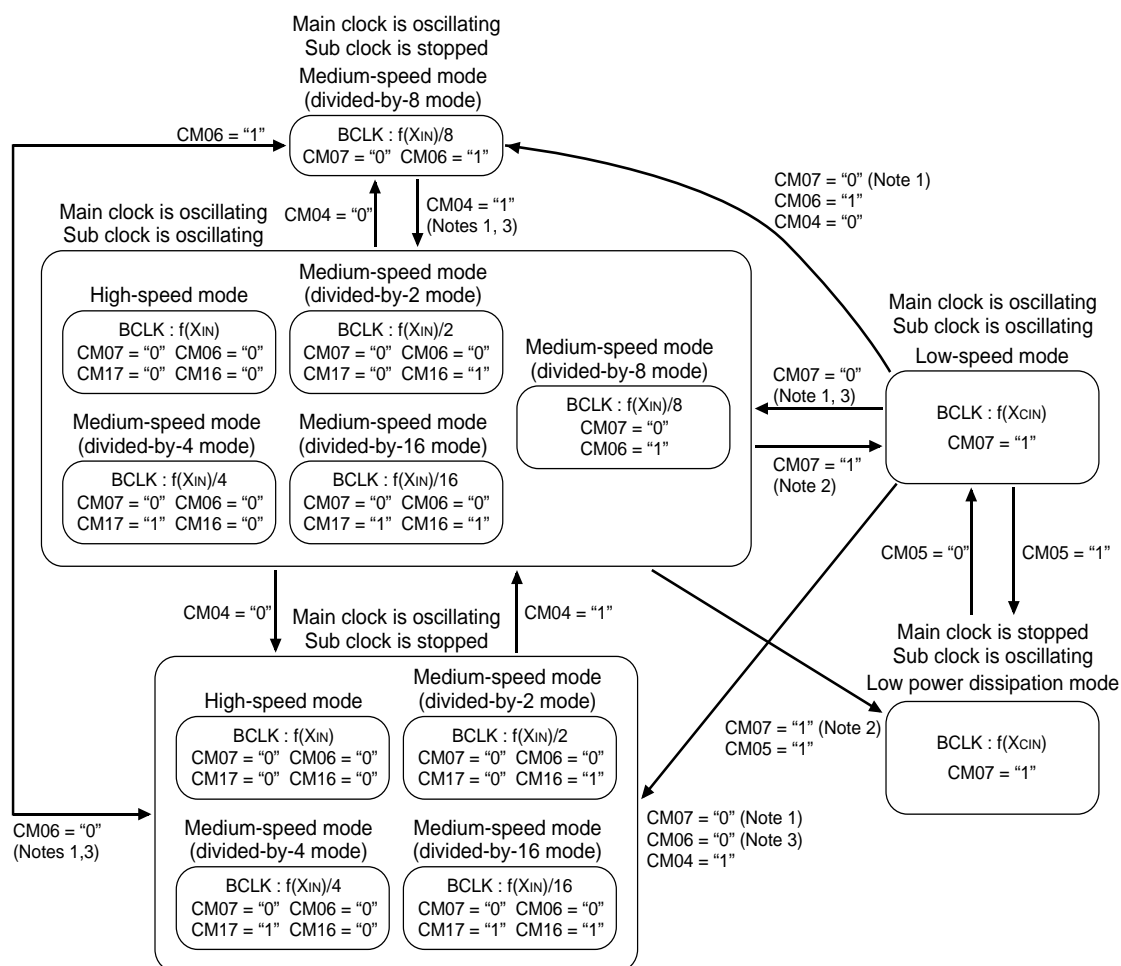 Main clock is oscillating
Sub clock is stopped
Medium-speed mode
(divided-by-8 mode)
CM06 = “1”
BCLK : f(XIN)/8
CM07 = “0” CM06 = “1”
CM07 = “0” (Note 1)
CM06 = “1”
CM04 = “0”
Main clock is oscillating
Sub clock is oscillating
CM04 = “0”
CM04 = “1”
(Notes 1, 3)
High-speed mode
BCLK : f(XIN)
CM07 = “0” CM06 = “0”
CM17 = “0” CM16 = “0”
Medium-speed mode
(divided-by-2 mode)
BCLK : f(XIN)/2
CM07 = “0” CM06 = “0”
CM17 = “0” CM16 = “1”
Medium-speed mode
(divided-by-8 mode)
BCLK : f(XIN)/8
CM07 = “0”
CM06 = “1”
Medium-speed mode
(divided-by-4 mode)
BCLK : f(XIN)/4
CM07 = “0” CM06 = “0”
CM17 = “1” CM16 = “0”
Medium-speed mode
(divided-by-16 mode)
BCLK : f(XIN)/16
CM07 = “0” CM06 = “0”
CM17 = “1” CM16 = “1”
Main clock is oscillating
Sub clock is oscillating
Low-speed mode
CM07 = “0”
(Note 1, 3)
BCLK : f(XCIN)
CM07 = “1”
CM07 = “1”
(Note 2)
CM05 = “0”
CM05 = “1”
CM04 = “0”
Main clock is oscillating
Sub clock is stopped
CM04 = “1”
Main clock is stopped
Sub clock is oscillating
Low power dissipation mode
BCLK : f(XCIN)
CM07 = “1”
CM07 = “1” (Note 2)
CM05 = “1”
High-speed mode
BCLK : f(XIN)
CM07 = “0” CM06 = “0”
CM17 = “0” CM16 = “0”
Medium-speed mode
(divided-by-2 mode)
BCLK : f(XIN)/2
CM07 = “0” CM06 = “0”
CM17 = “0” CM16 = “1”
CM07 = “0” (Note 1)
CM06 = “0” (Note 3)
CM04 = “1”
CM06 = “0”
(Notes 1,3)
Medium-speed mode
(divided-by-4 mode)
BCLK : f(XIN)/4
CM07 = “0” CM06 = “0”
CM17 = “1” CM16 = “0”
Medium-speed mode
(divided-by-16 mode)
BCLK : f(XIN)/16
CM07 = “0” CM06 = “0”
CM17 = “1” CM16 = “1”